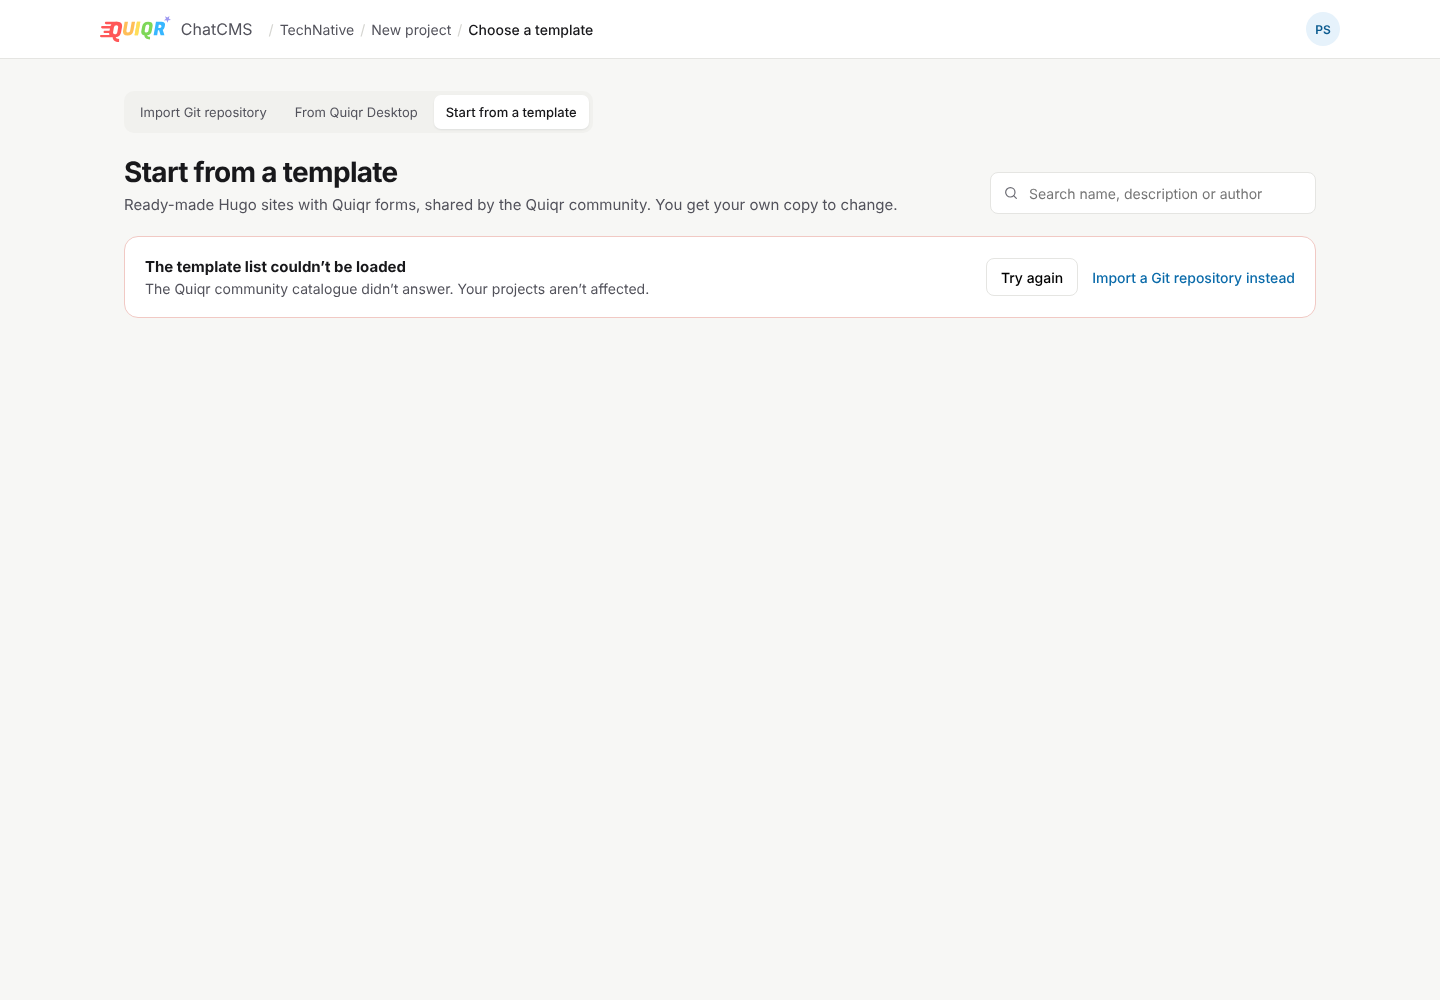 QUIQR ChatCMS / TechNative / New project / Choose a template
PS
Import Git repository From Quiqr Desktop Start from a template
Start from a template
Ready-made Hugo sites with Quiqr forms, shared by the Quiqr community. You get your own copy to change.
Search name, description or author
The template list couldn’t be loaded
The Quiqr community catalogue didn’t answer. Your projects aren’t affected.
Try again Import a Git repository instead